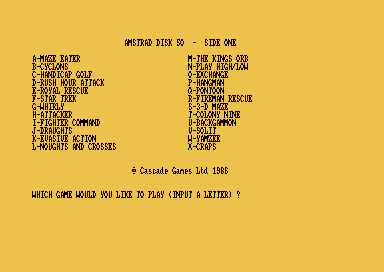 AMSTRAD DISK 50 - SIDE ONE
A-MAZE EATER
B-CYCLONS
C-HANDICAP GOLF
D-RUSH HOUR ATTACK
E-ROYAL RESCUE
F-STAR TREK
G-WHIRLY
H-ATTACKER
I-FIGHTER COMMAND
J-DRAUGHTS
K-EVASIVE ACTION
L-NOUGHTS AND CROSSES
M-THE KINGS ORB
N-PLAY HIGH/LOW
O-EXCHANGE
P-HANGMAN
Q-PONTOON
R-FIREMAN RESCUE
S-3-D MAZE
T-COLONY NINE
U-BACKGAMMON
V-SOLIT
W-YAMZEE
X-CRAPS
© Cascade Games Ltd 1986
WHICH GAME WOULD YOU LIKE TO PLAY (INPUT A LETTER) ?